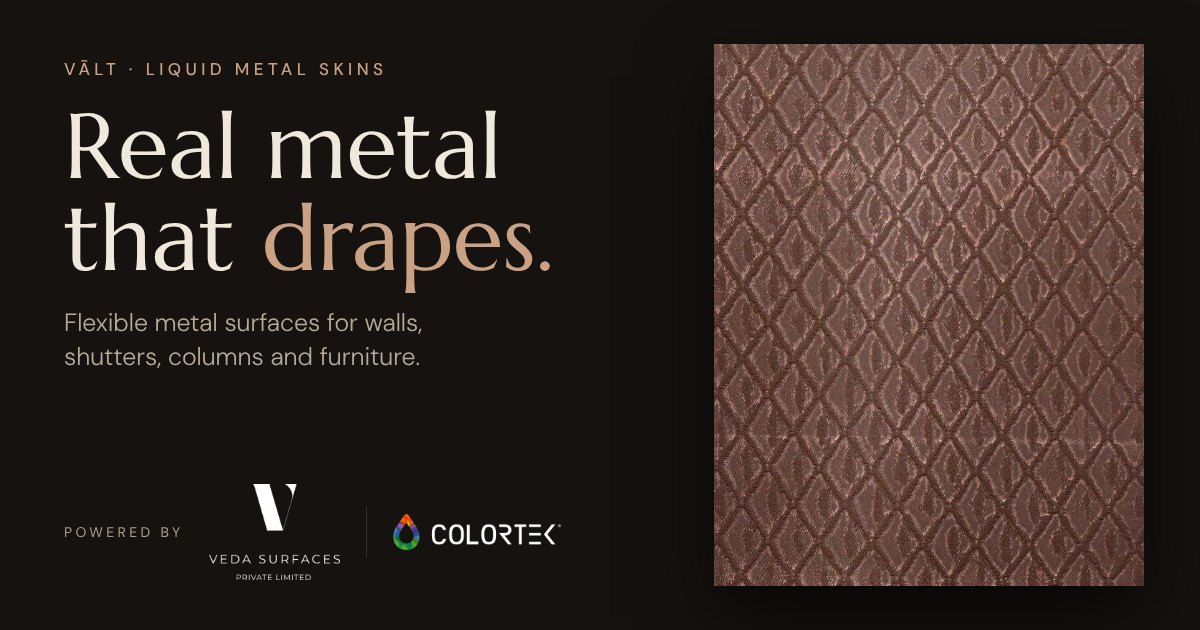 VĀLT · LIQUID METAL SKINS
Real metal
that drapes.
Flexible metal surfaces for walls,
shutters, columns and furniture.
POWERED BY
VEDA SURFACES
PRIVATE LIMITED
COLORTEK